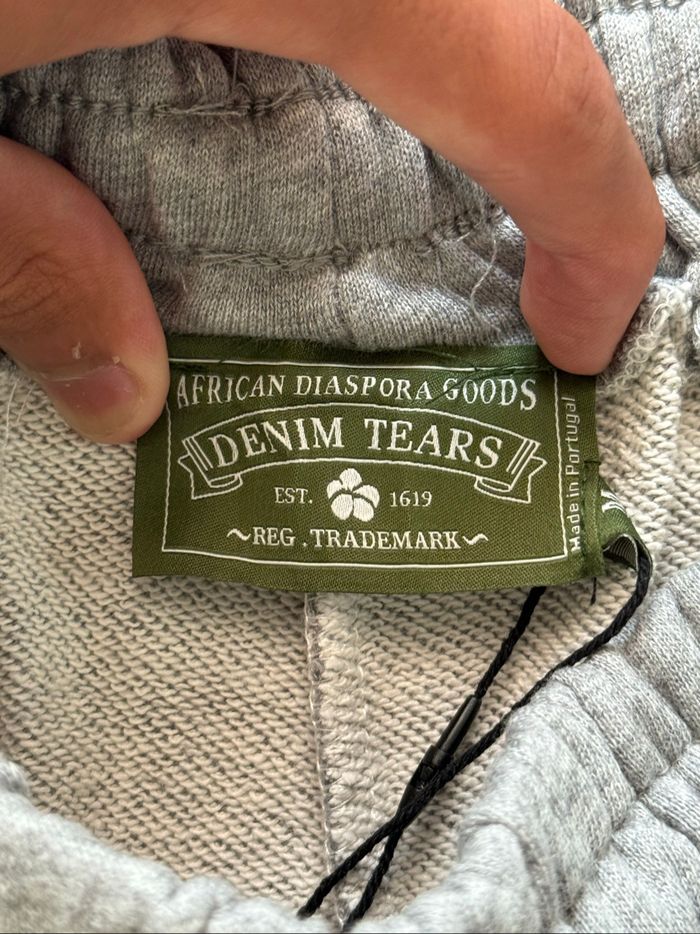 AFRICAN DIASPORA GOODS
DENIM TEARS
EST. 1619
~REG .TRADEMARK~
Made in Portugal